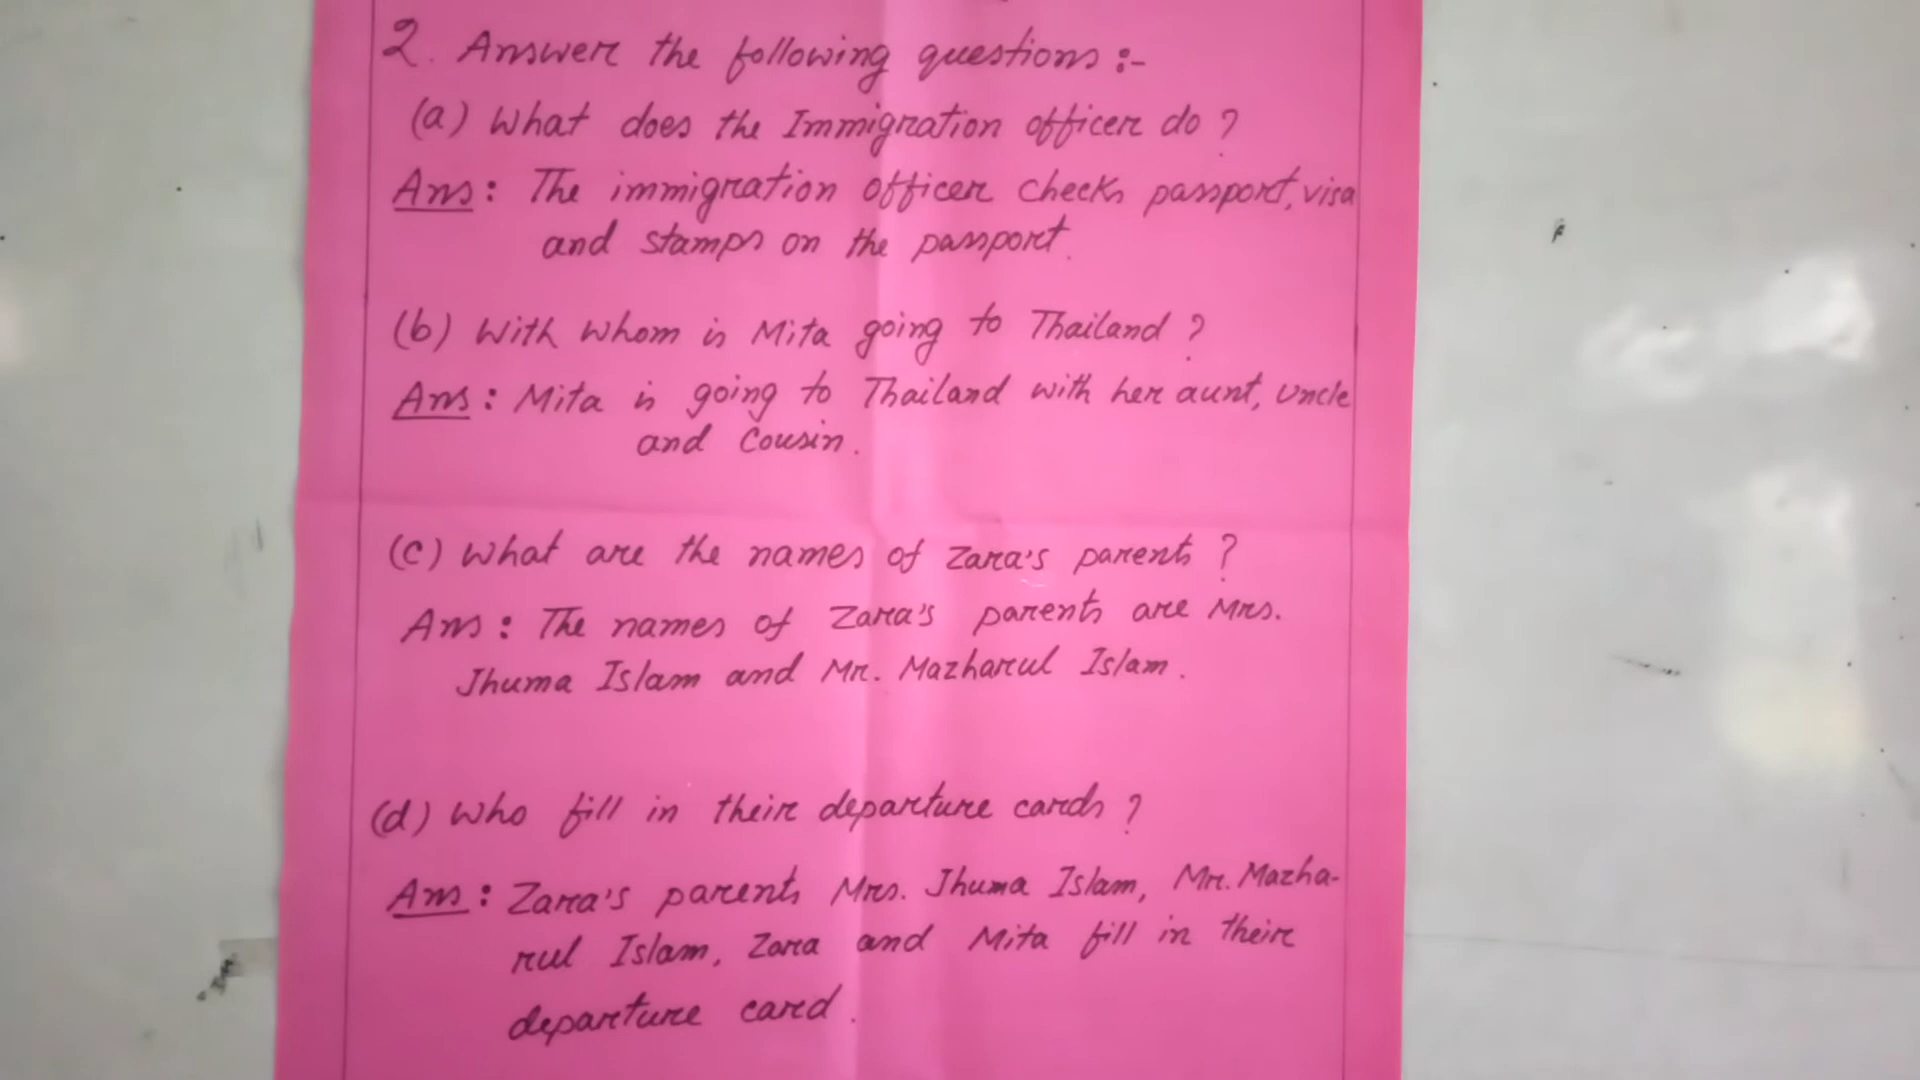 2. Answer the following questions :-
(a) What does the Immigration officer do ?
Ans : The immigration officer checks passport, visa
and stamps on the passport.
(b) With whom is Mita going to Thailand ?
Ans : Mita is going to Thailand with her aunt, uncle
and cousin.
(c) What are the names of Zara's parents ?
Ans : The names of Zara's parents are Mrs.
Jhuma Islam and Mr. Mazharul Islam.
(d) Who fill in their departure cards ?
Ans : Zara's parents Mrs. Jhuma Islam, Mr. Mazha-
rul Islam, Zara and Mita fill in their
departure card.